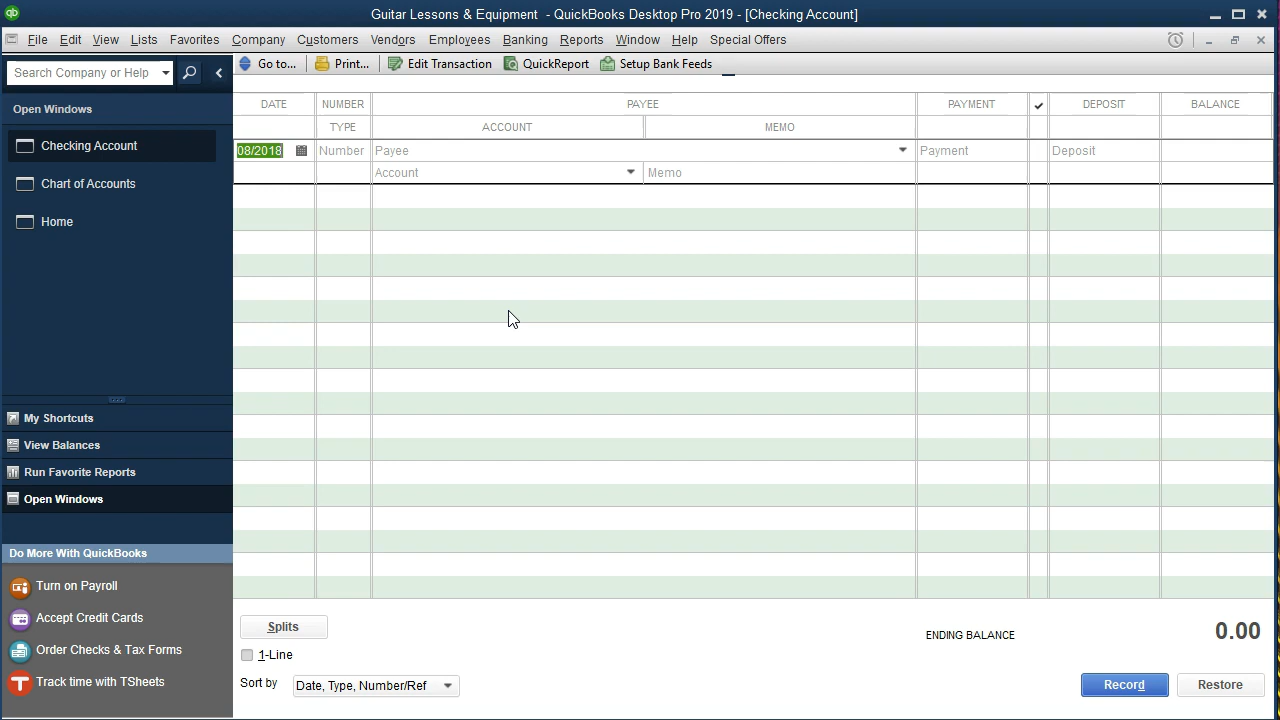 qb Guitar Lessons & Equipment - QuickBooks Desktop Pro 2019 - [Checking Account]
File Edit View Lists Favorites Company Customers Vendors Employees Banking Reports Window Help Special Offers
Search Company or Help Go to... Print... Edit Transaction QuickReport Setup Bank Feeds
Open Windows
DATE NUMBER PAYEE PAYMENT ✓ DEPOSIT BALANCE
TYPE ACCOUNT MEMO
Checking Account
08/2018 Number Payee Payment Deposit
Account Memo
Chart of Accounts
Home
My Shortcuts
View Balances
Run Favorite Reports
Open Windows
Do More With QuickBooks
Turn on Payroll
Accept Credit Cards
Order Checks & Tax Forms
T Track time with TSheets
Splits
ENDING BALANCE 0.00
1-Line
Sort by Date, Type, Number/Ref
Record Restore